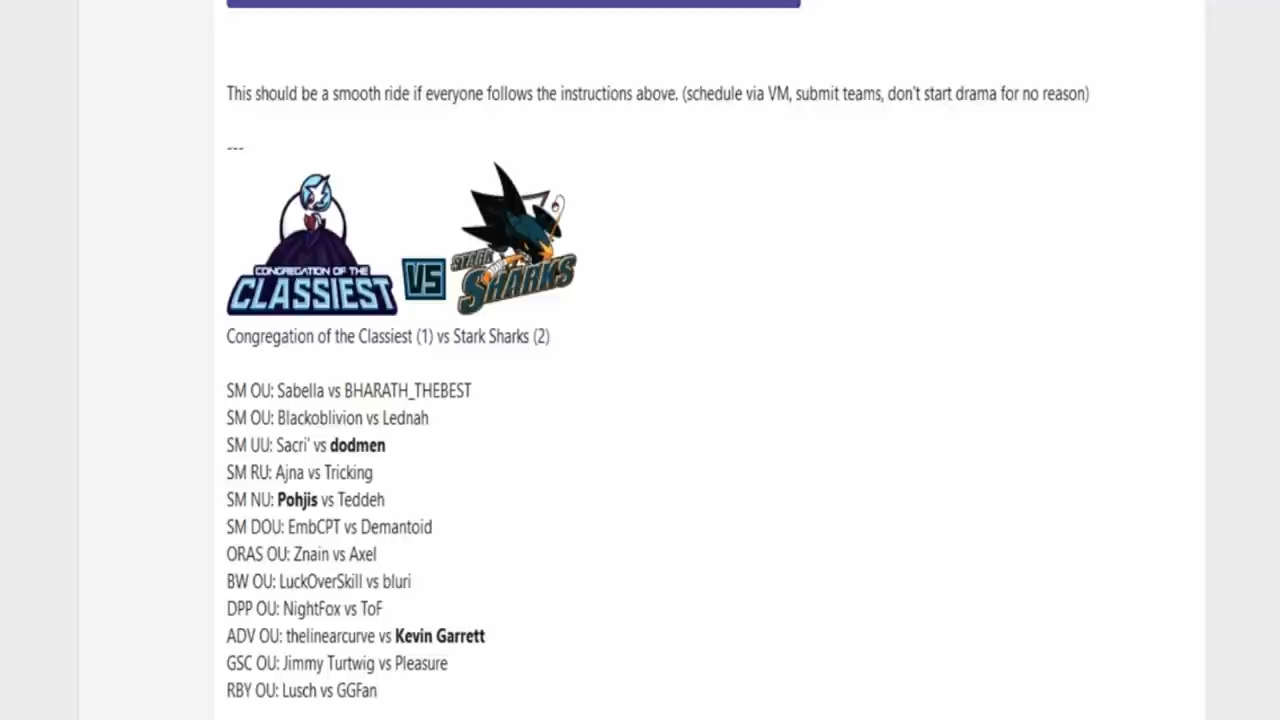 This should be a smooth ride if everyone follows the instructions above. (schedule via VM, submit teams, don't start drama for no reason)
---
CONGREGATION OF THE
CLASSIEST
VS
STARK
SHARKS
Congregation of the Classiest (1) vs Stark Sharks (2)
SM OU: Sabella vs BHARATH_THEBEST
SM OU: Blackoblivion vs Lednah
SM UU: Sacri' vs dodmen
SM RU: Ajna vs Tricking
SM NU: Pohjis vs Teddeh
SM DOU: EmbCPT vs Demantoid
ORAS OU: Znain vs Axel
BW OU: LuckOverSkill vs bluri
DPP OU: NightFox vs ToF
ADV OU: thelinearcurve vs Kevin Garrett
GSC OU: Jimmy Turtwig vs Pleasure
RBY OU: Lusch vs GGFan